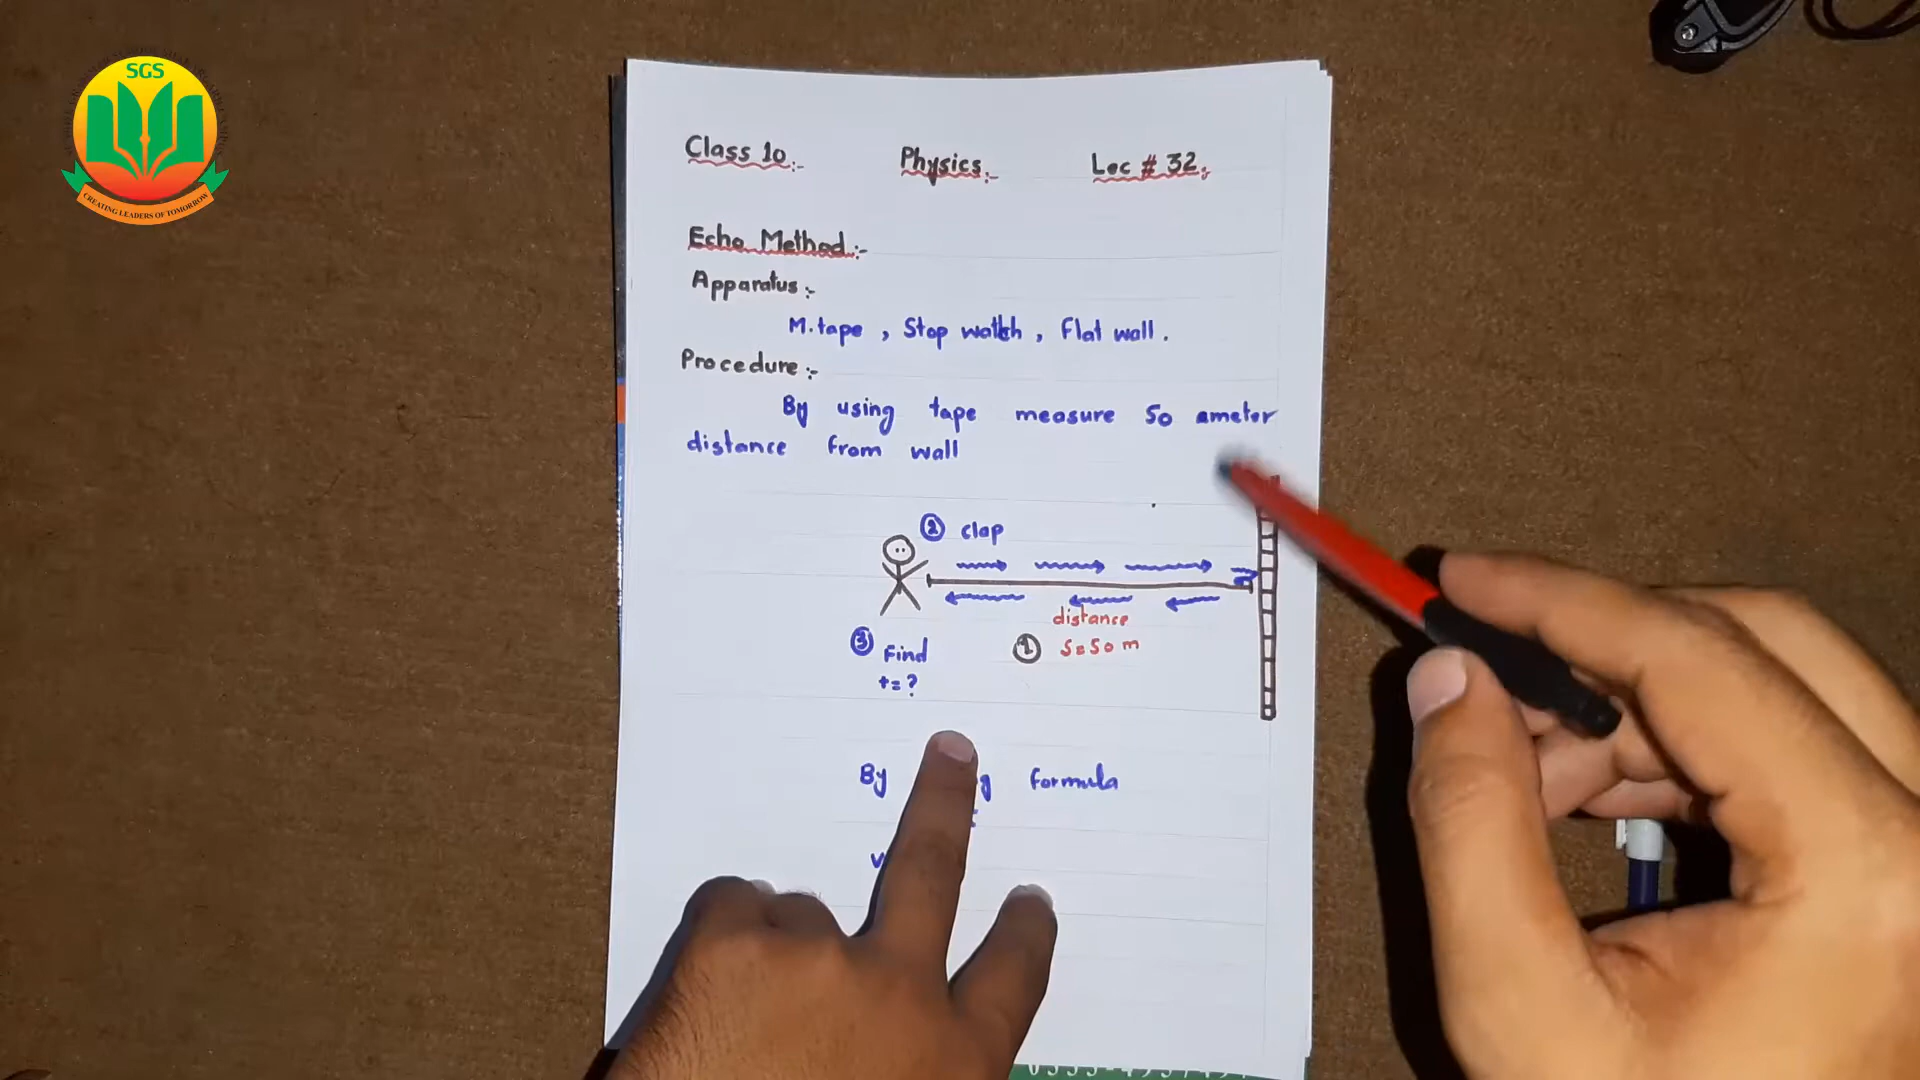 SGS
CREATING LEADERS OF TOMORROW
Class 10:- Physics:- Lec # 32:
Echo Method:-
Apparatus:-
M.tape , Stop watch , Flat wall .
Procedure:-
By using tape measure 50 ameter
distance from wall
② clap
distance
③ Find ① S=50 m
t=?
By formula